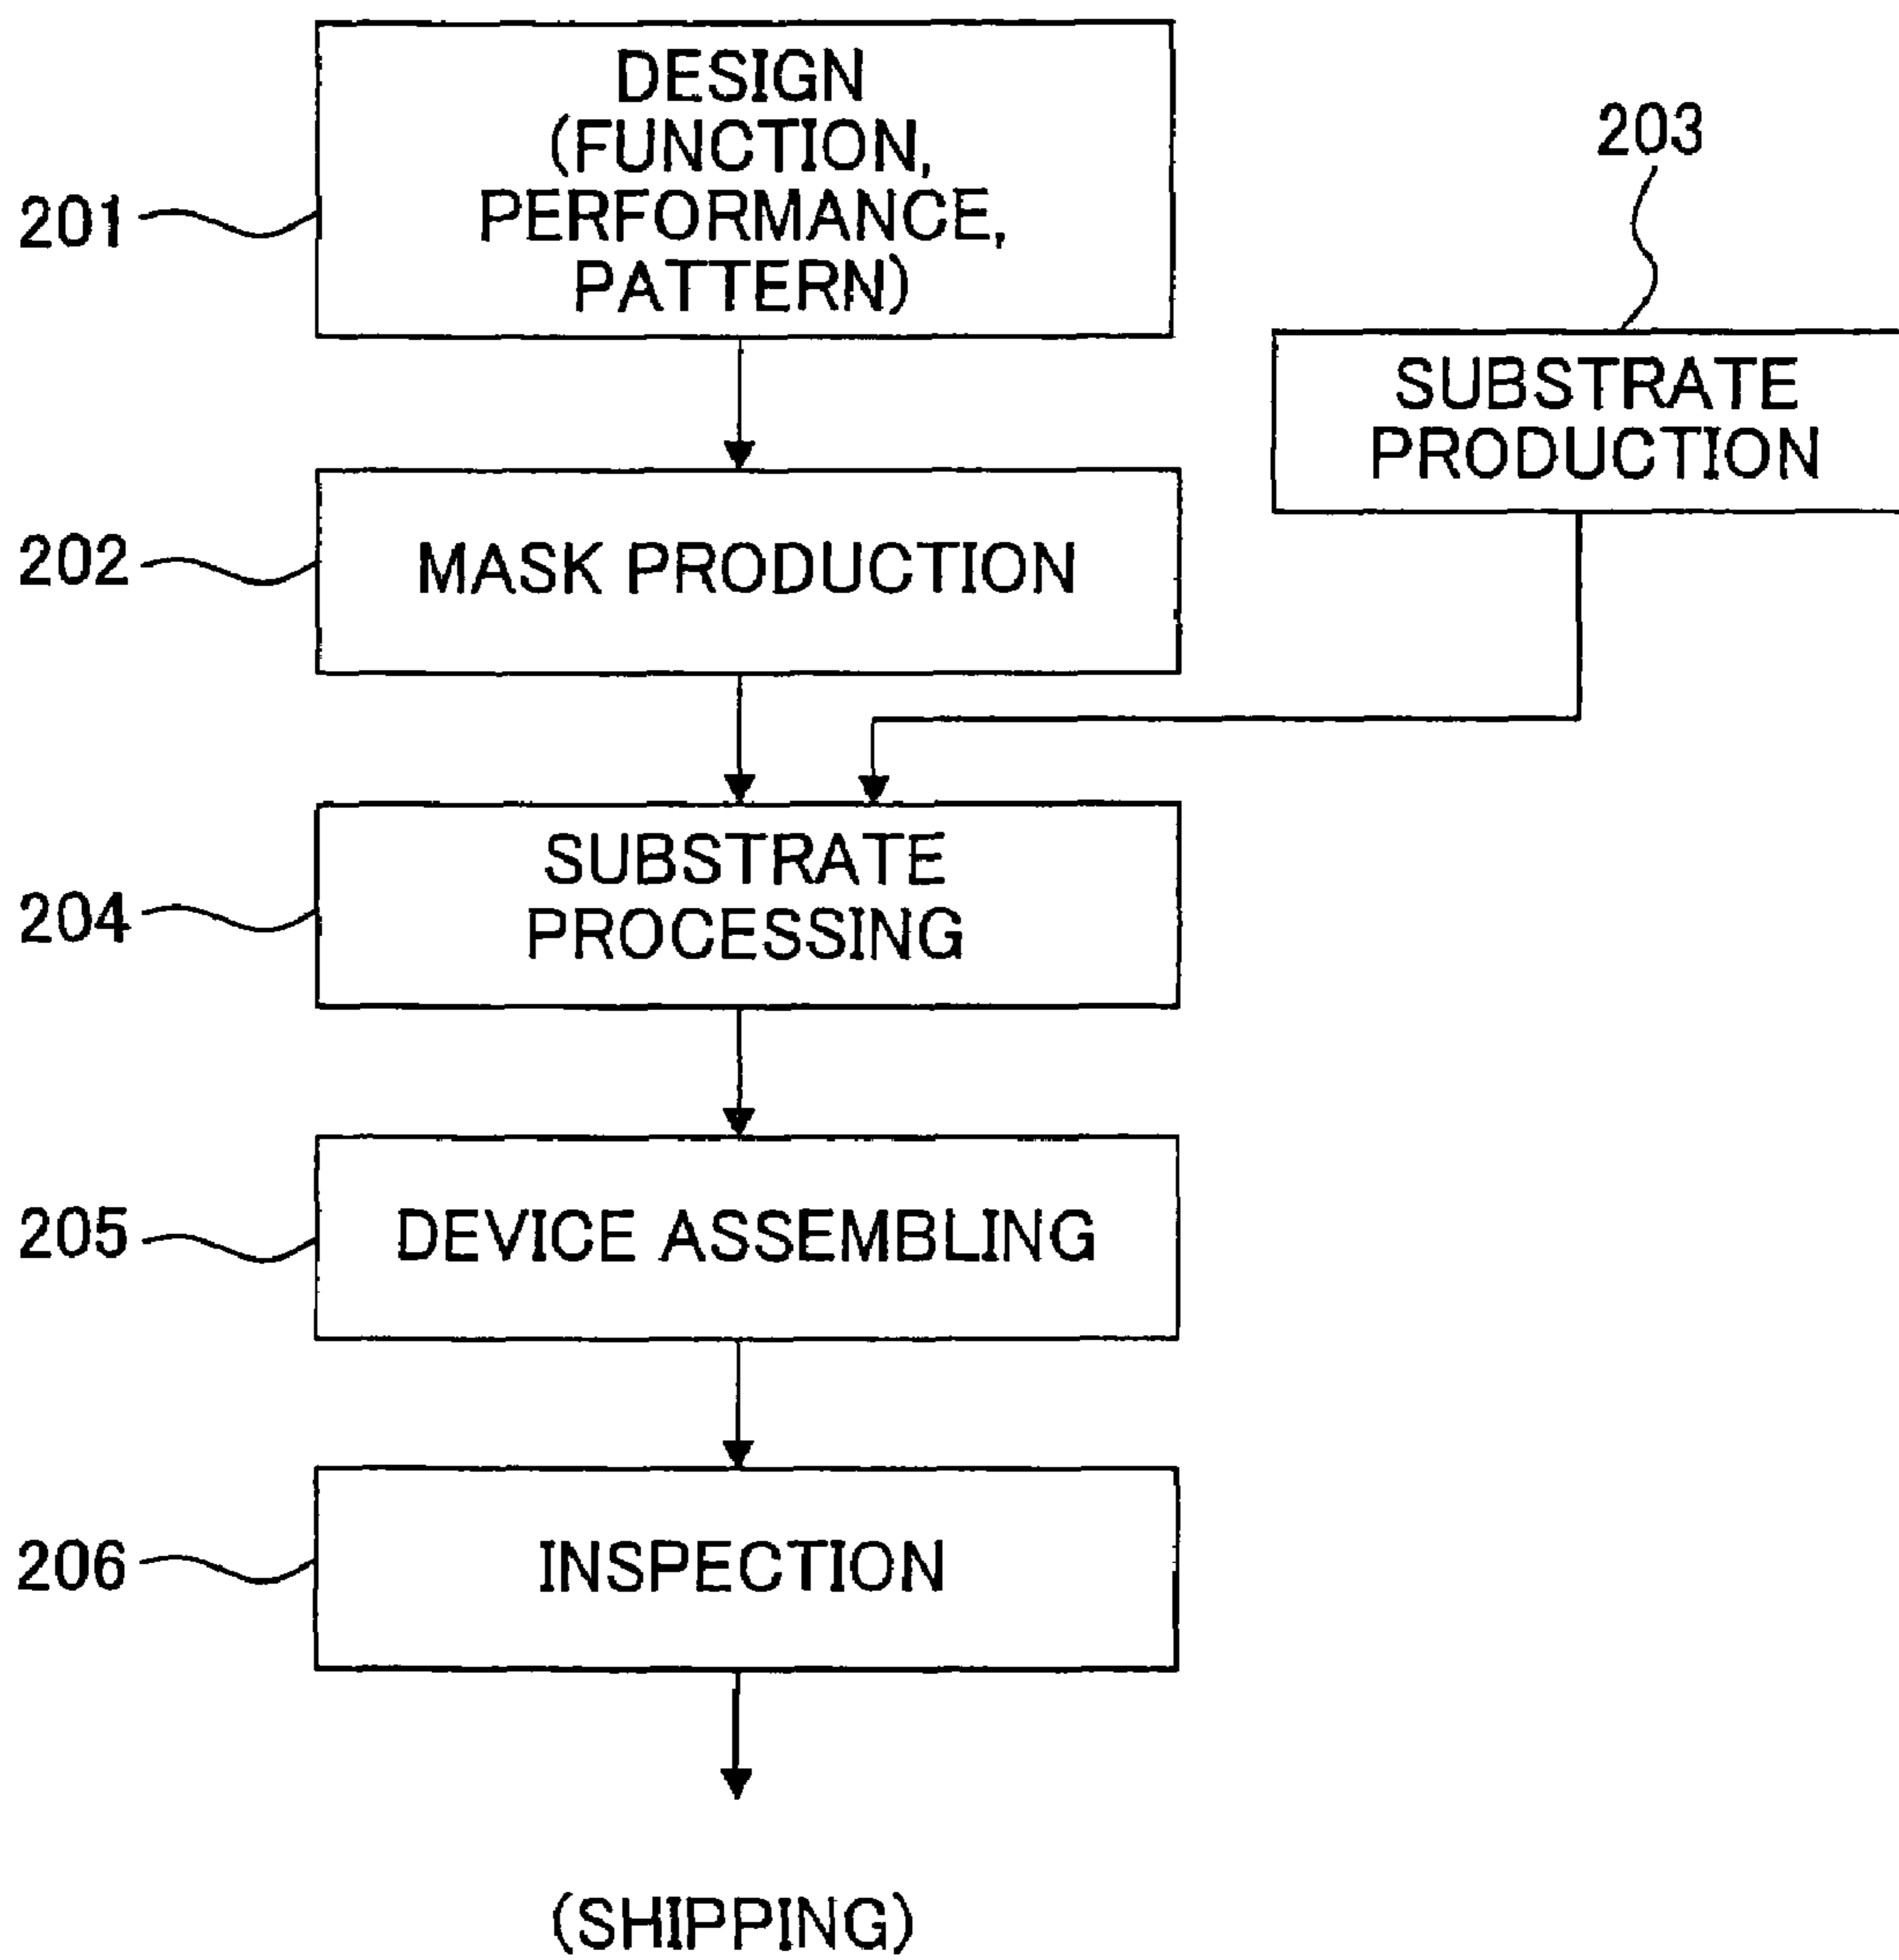 DESIGN
(FUNCTION,
PERFORMANCE,
PATTERN)
201
203
SUBSTRATE
PRODUCTION
202
MASK PRODUCTION
SUBSTRATE
PROCESSING
204
205
DEVICE ASSEMBLING
206
INSPECTION
(SHIPPING)